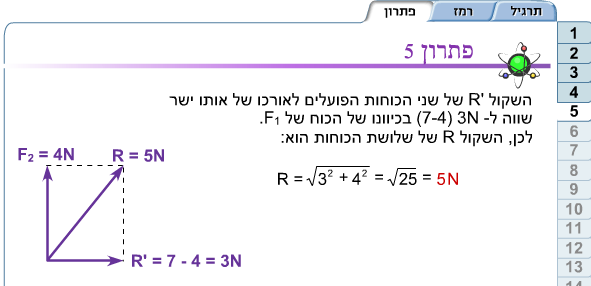 תרגיל
רמז
פתרון
פתרון 5
השקול R' של שני הכוחות הפועלים לאורכו של אותו ישר
שווה ל- 3N (7-4) בכיוונו של הכוח של F₁.
לכן, השקול R של שלושת הכוחות הוא:
R = √3² + 4² = √25 = 5N
F₂ = 4N
R = 5N
R' = 7 - 4 = 3N
1
2
3
4
5
6
7
8
9
10
11
12
13